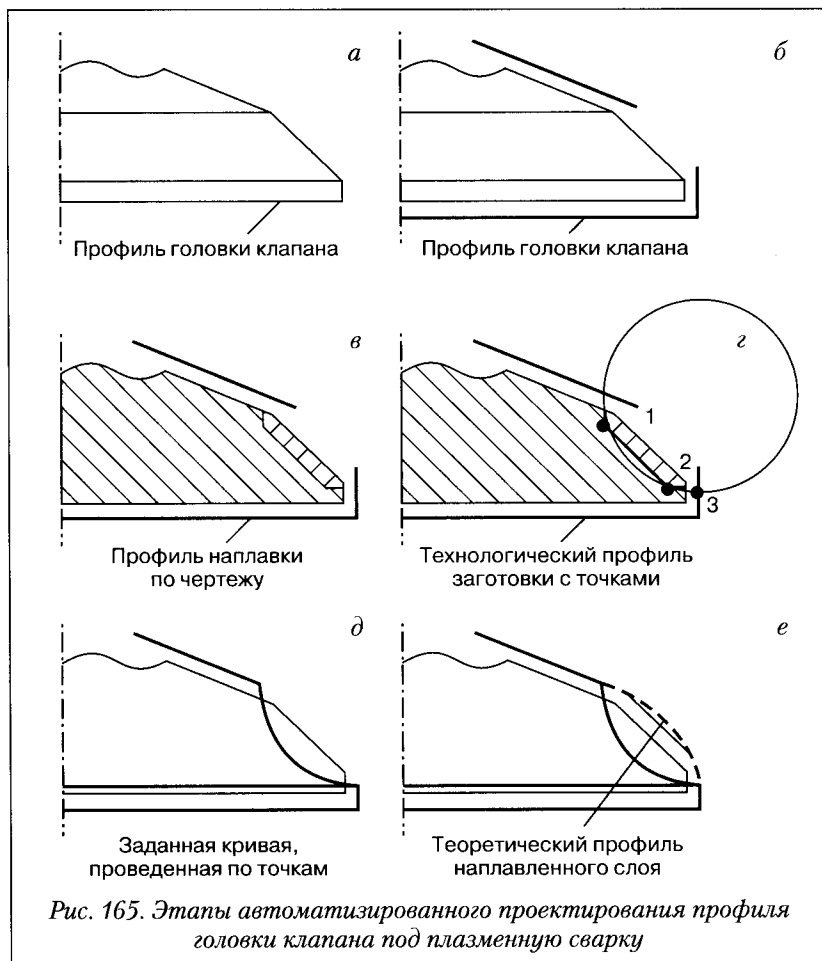 а
б
Профиль головки клапана
Профиль головки клапана
в
г
1
2
3
Профиль наплавки
по чертежу
Технологический профиль
заготовки с точками
д
е
Заданная кривая,
проведенная по точкам
Теоретический профиль
наплавленного слоя
Рис. 165. Этапы автоматизированного проектирования профиля
головки клапана под плазменную сварку